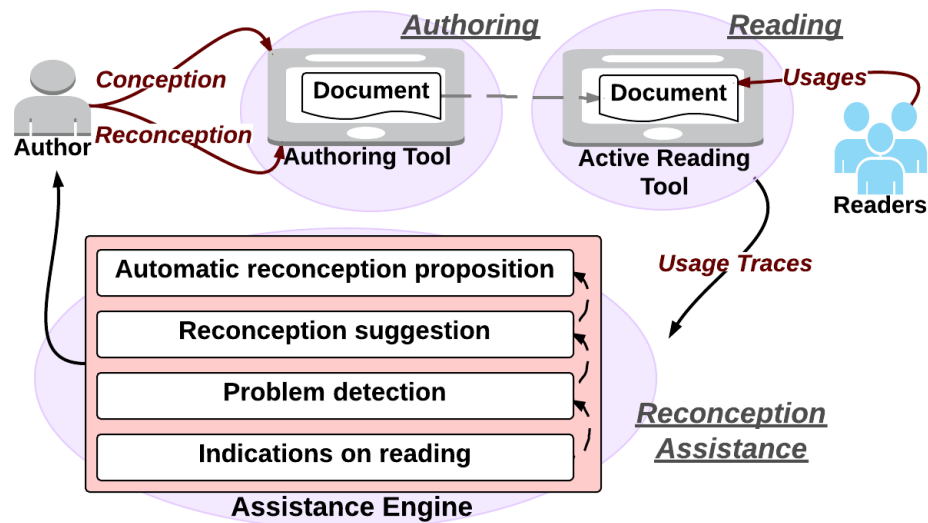 Authoring
Reading
Conception
Document
Document
Usages
Reconception
Author
Authoring Tool
Active Reading
Tool
Readers
Usage Traces
Automatic reconception proposition
Reconception suggestion
Problem detection
Indications on reading
Reconception
Assistance
Assistance Engine